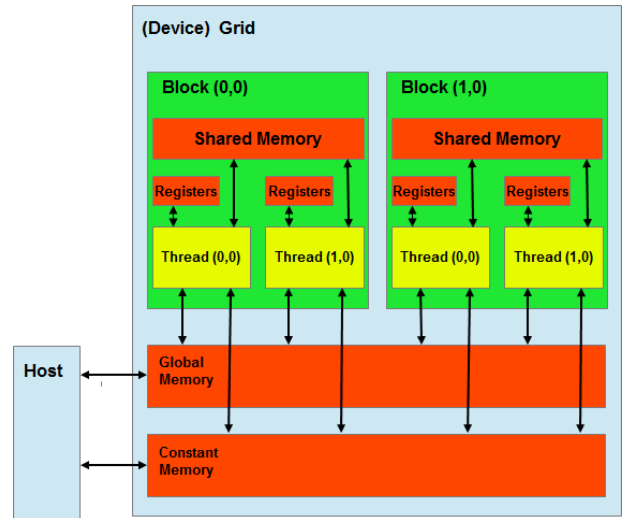 (Device) Grid
Block (0,0)
Shared Memory
Registers
Registers
Thread (0,0)
Thread (1,0)
Block (1,0)
Shared Memory
Registers
Registers
Thread (0,0)
Thread (1,0)
Host
Global
Memory
Constant
Memory